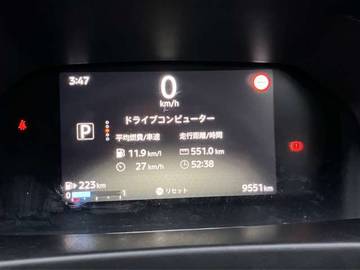 3:47
0
km/h
ドライブコンピューター
P
平均燃費/車速 走行距離/時間
11.9 km/l 551.0 km
27 km/h 52:38
223 km
0 1
リセット
9551 km